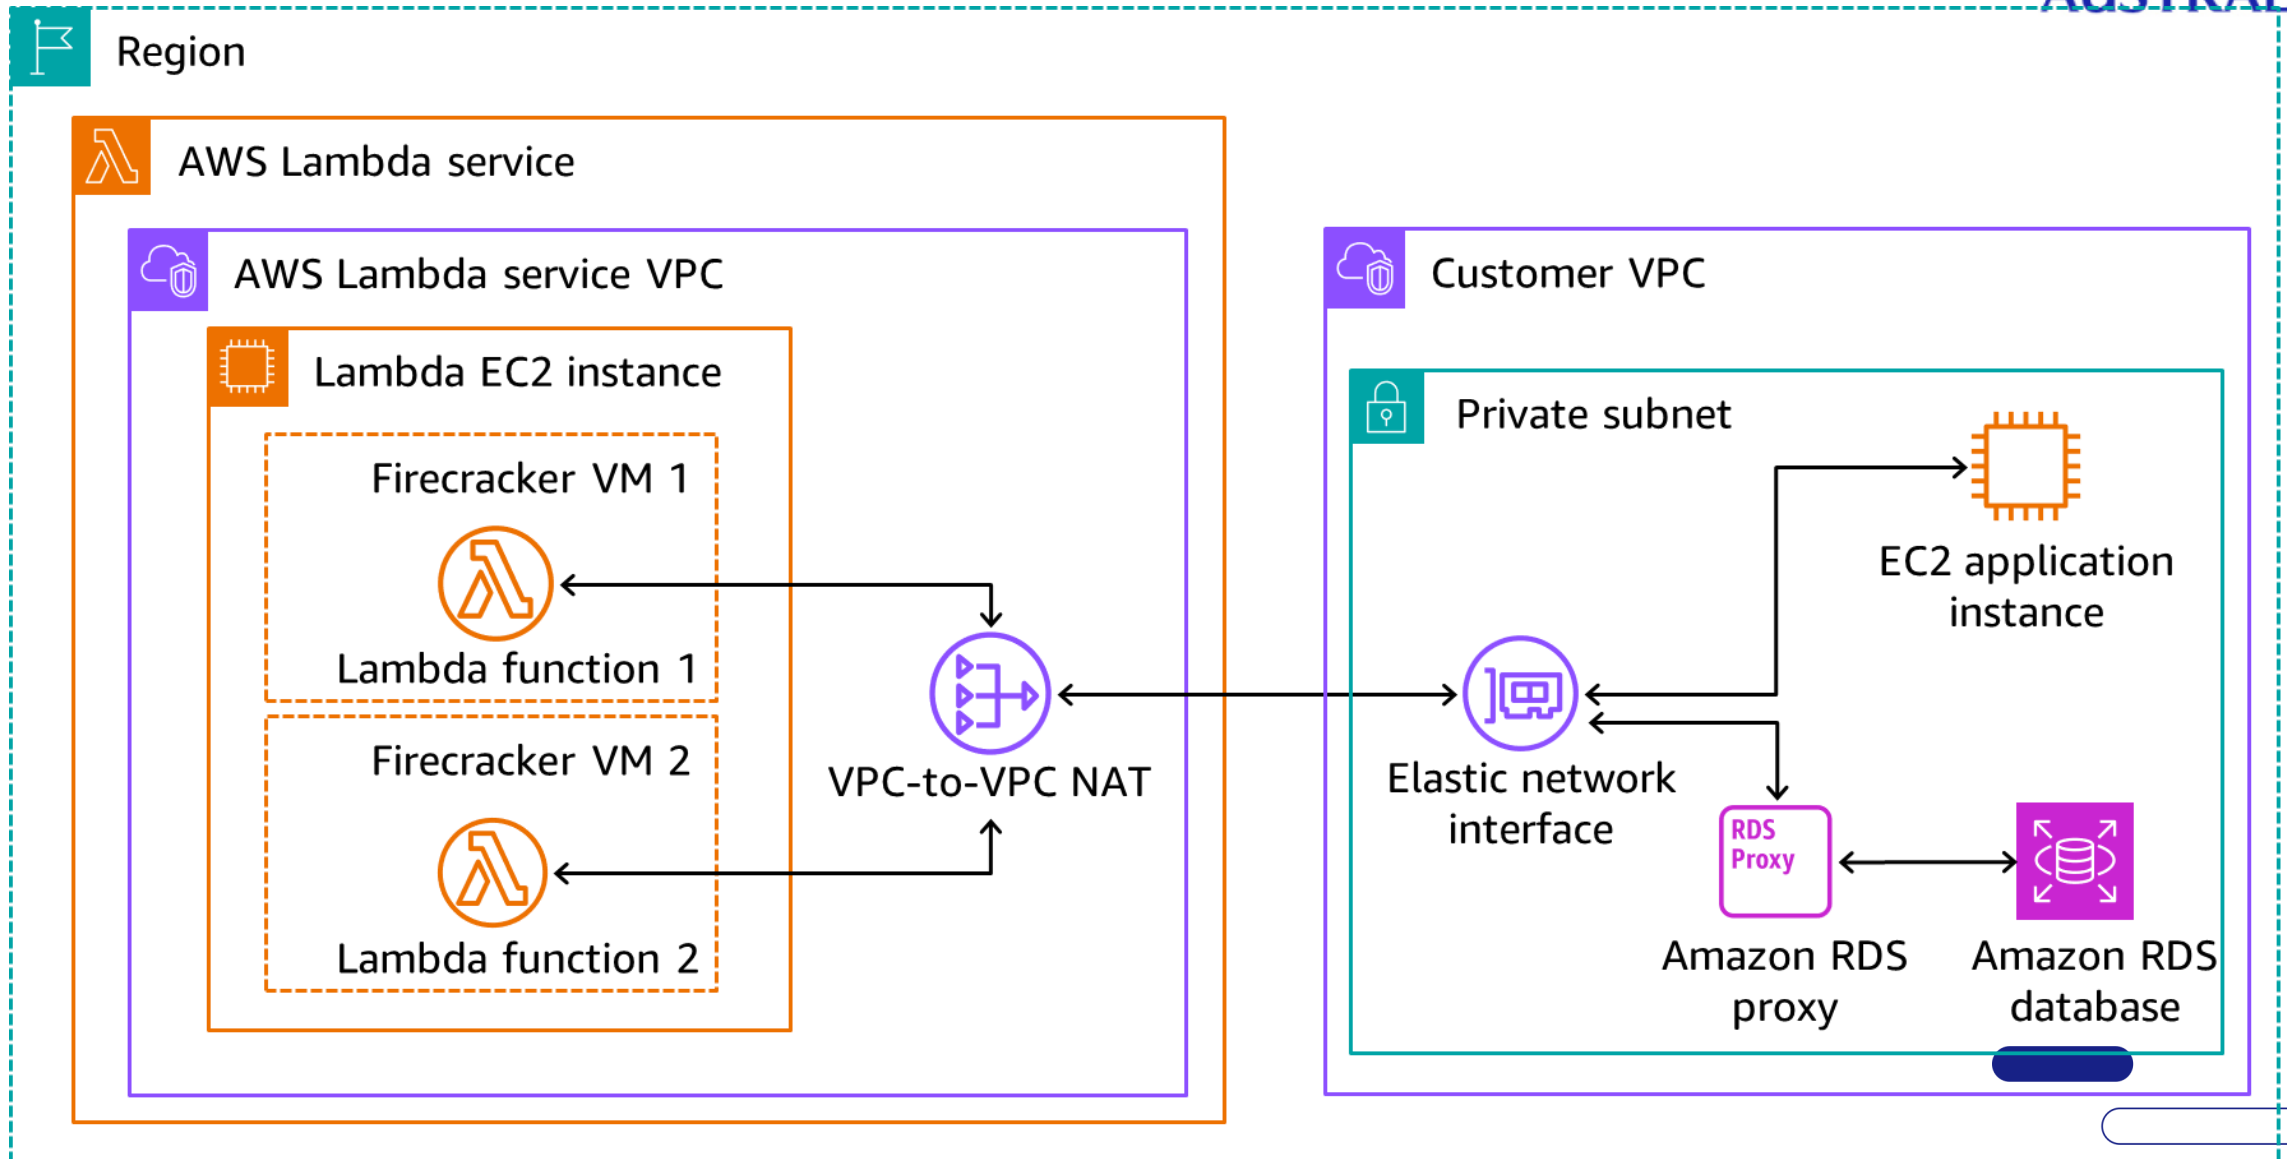 Region
AWS Lambda service
AWS Lambda service VPC
Lambda EC2 instance
Firecracker VM 1
Lambda function 1
Firecracker VM 2
Lambda function 2
VPC-to-VPC NAT
Customer VPC
Private subnet
EC2 application
instance
Elastic network
interface
RDS
Proxy
Amazon RDS
proxy
Amazon RDS
database